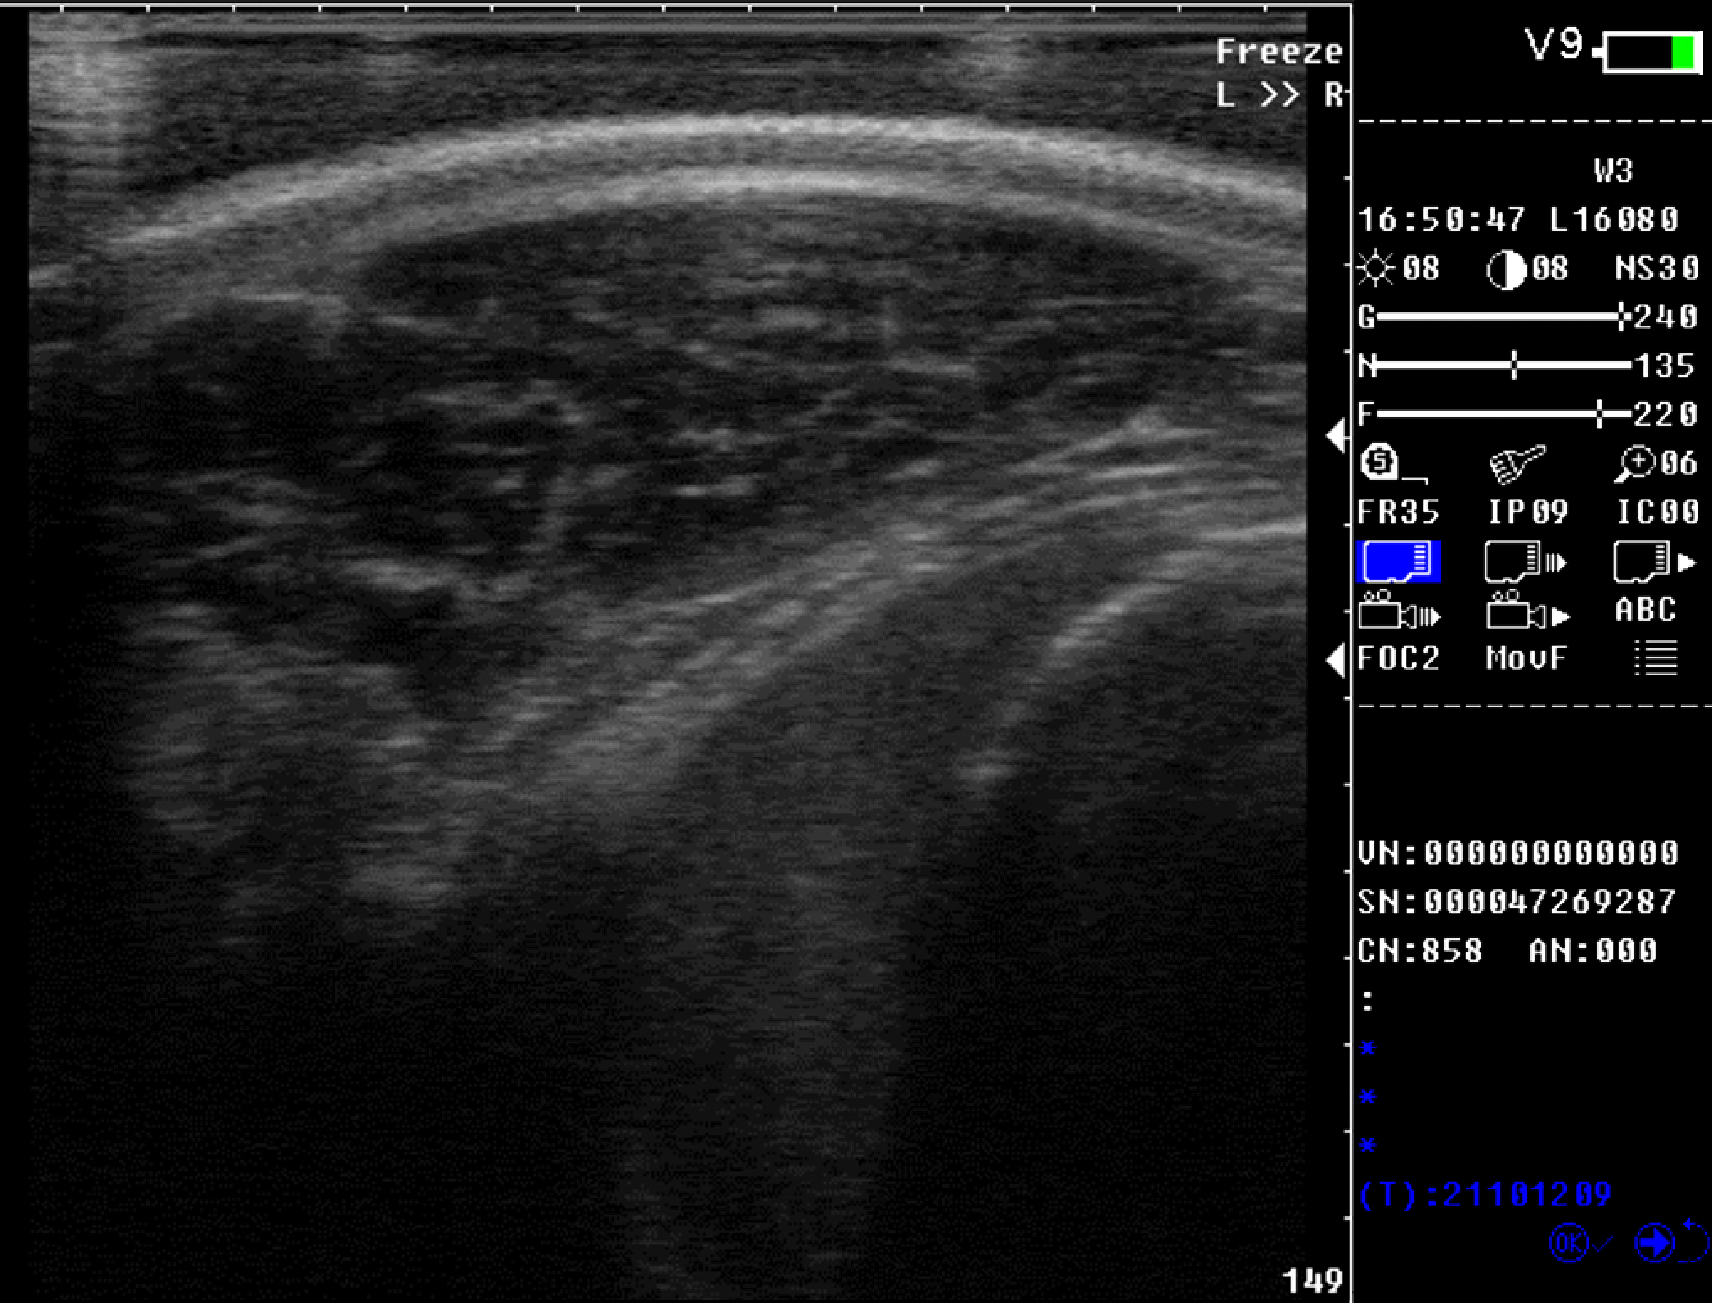 Freeze
L >> R
V9
W3
16:50:47 L16080
08 08 NS30
G 240
N 135
F 220
S 06
FR35 IP09 IC00
ABC
FOC2 MovF
VN:000000000000
SN:000047269287
CN:858 AN:000
:
*
*
*
(T):21101209
OK
149